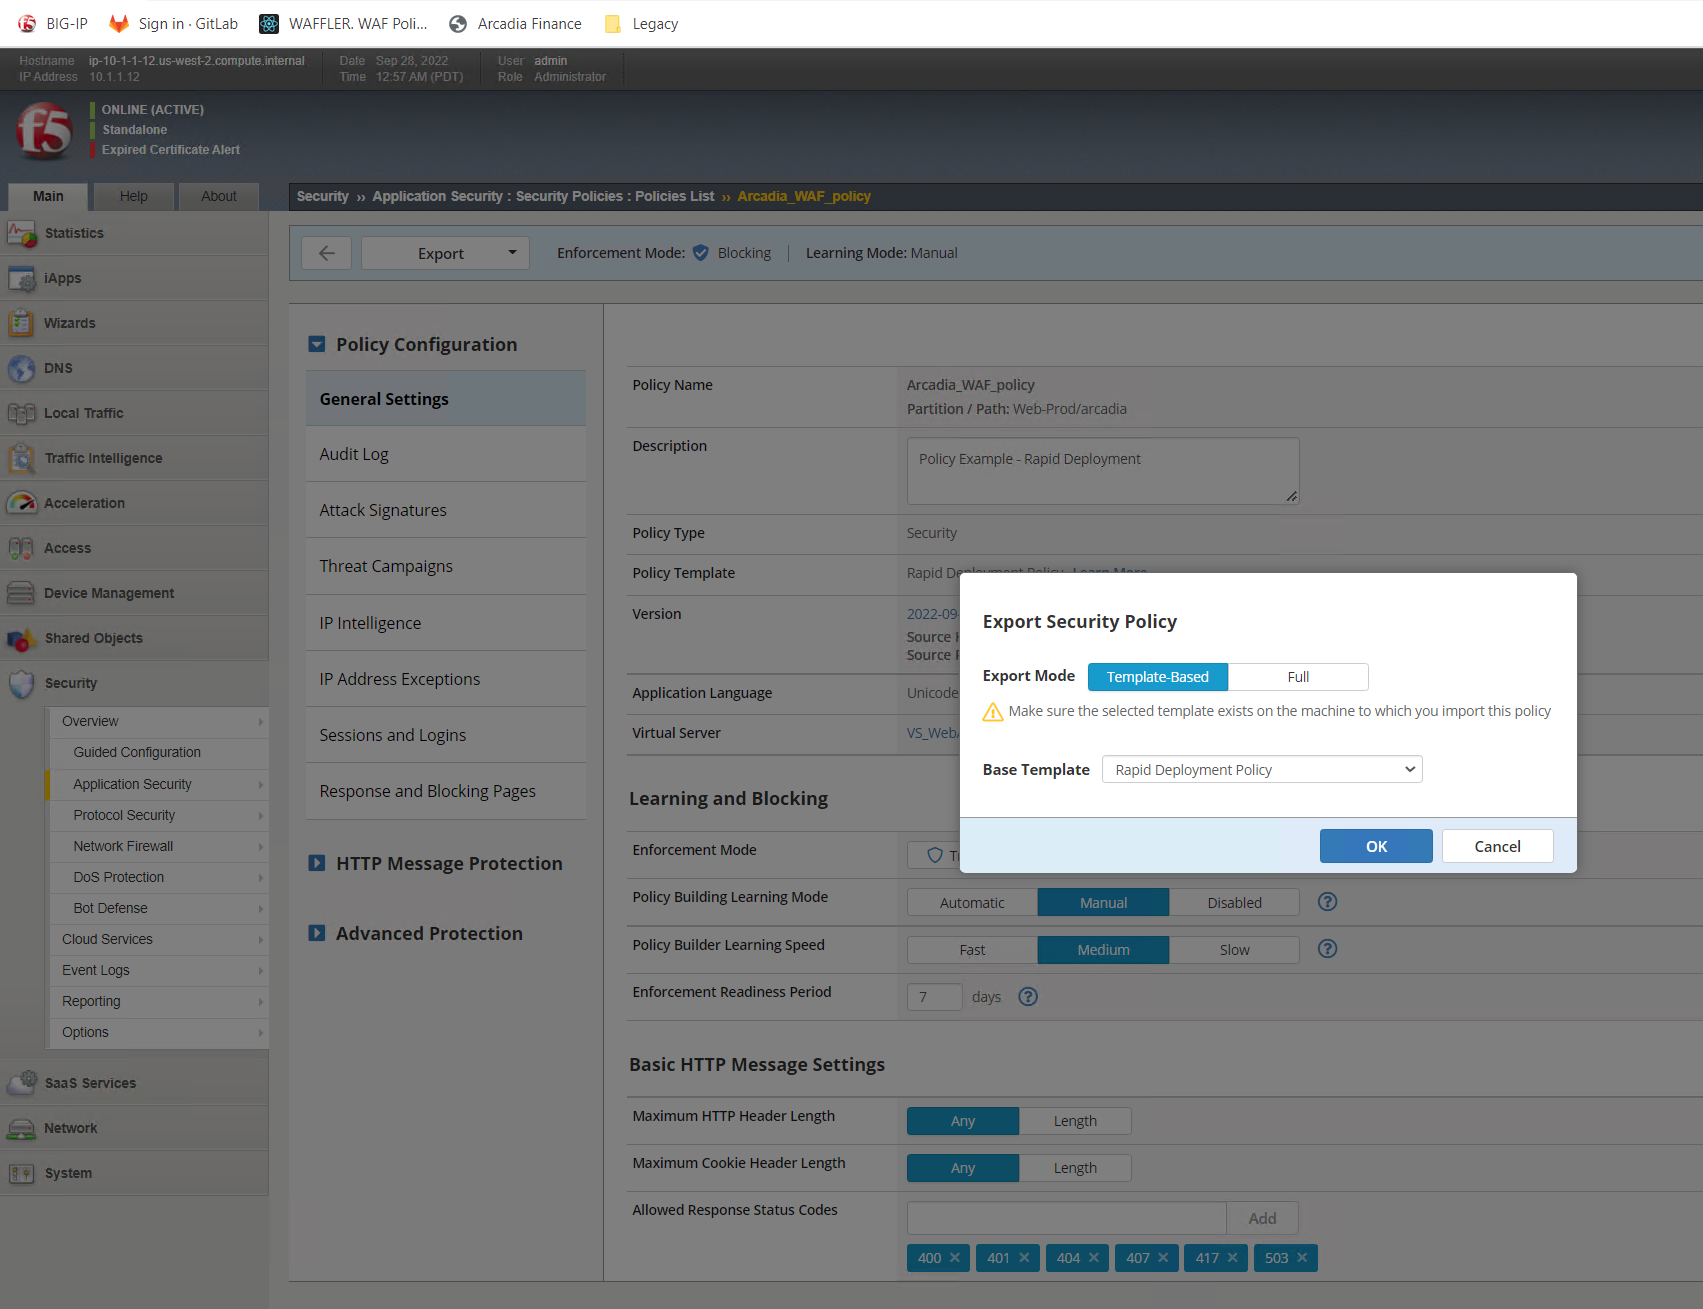 BIG-IP Sign in · GitLab WAFFLER. WAF Poli... Arcadia Finance Legacy
Hostname ip-10-1-1-12.us-west-2.compute.internal Date Sep 28, 2022 User admin
IP Address 10.1.1.12 Time 12:57 AM (PDT) Role Administrator
f5
ONLINE (ACTIVE)
Standalone
Expired Certificate Alert
Main Help About
Security ›› Application Security : Security Policies : Policies List ›› Arcadia_WAF_policy
Statistics
iApps
Wizards
DNS
Local Traffic
Traffic Intelligence
Acceleration
Access
Device Management
Shared Objects
Security
Overview
Guided Configuration
Application Security
Protocol Security
Network Firewall
DoS Protection
Bot Defense
Cloud Services
Event Logs
Reporting
Options
SaaS Services
Network
System
Export Enforcement Mode: Blocking Learning Mode: Manual
Policy Configuration
General Settings
Audit Log
Attack Signatures
Threat Campaigns
IP Intelligence
IP Address Exceptions
Sessions and Logins
Response and Blocking Pages
HTTP Message Protection
Advanced Protection
Policy Name Arcadia_WAF_policy
Partition / Path: Web-Prod/arcadia
Description Policy Example - Rapid Deployment
Policy Type Security
Policy Template Rapid Deployment Policy Learn More
Version 2022-09
Source
Source
Application Language Unicode
Virtual Server VS_Web
Export Security Policy
Export Mode Template-Based Full
Make sure the selected template exists on the machine to which you import this policy
Base Template Rapid Deployment Policy
OK Cancel
Learning and Blocking
Enforcement Mode
Policy Building Learning Mode Automatic Manual Disabled
Policy Builder Learning Speed Fast Medium Slow
Enforcement Readiness Period 7 days
Basic HTTP Message Settings
Maximum HTTP Header Length Any Length
Maximum Cookie Header Length Any Length
Allowed Response Status Codes Add
400 401 404 407 417 503